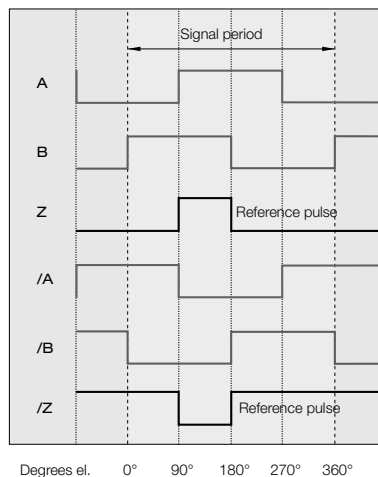 Signal period
A
B
Z Reference pulse
/A
/B
/Z Reference pulse
Degrees el. 0° 90° 180° 270° 360°